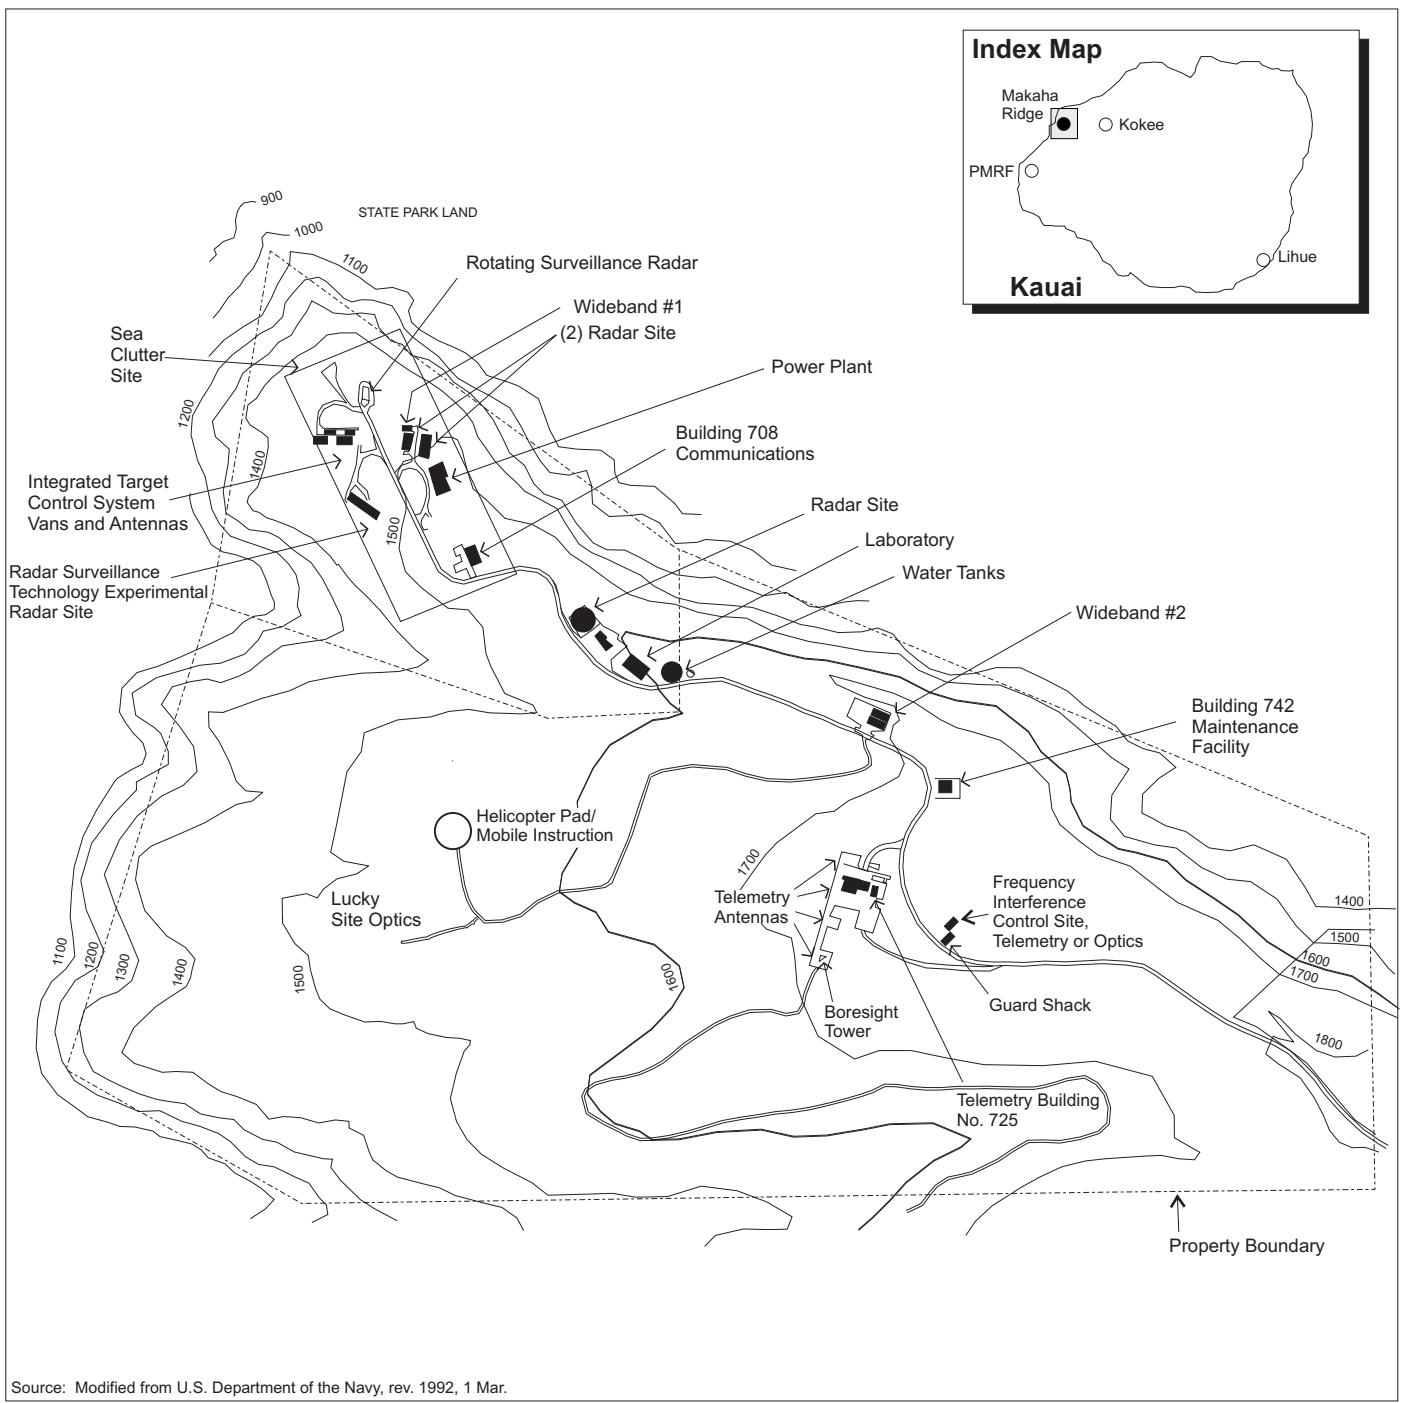 Index Map
Makaha
Ridge
Kokee
PMRF
Lihue
Kauai
900
STATE PARK LAND
1000
1100
Rotating Surveillance Radar
Wideband #1
(2) Radar Site
Sea
Clutter
Site
Power Plant
1200
Building 708
Communications
1400
Integrated Target
Control System
Vans and Antennas
Radar Site
1500
Laboratory
Radar Surveillance
Technology Experimental
Radar Site
Water Tanks
Wideband #2
Building 742
Maintenance
Facility
Helicopter Pad/
Mobile Instruction
1700
Telemetry
Antennas
Frequency
Interference
Control Site,
Telemetry or Optics
Lucky
Site Optics
1400
1500
1600
1700
1100
1200
1300
1400
1500
1600
Guard Shack
Boresight
Tower
1800
Telemetry Building
No. 725
Property Boundary
Source: Modified from U.S. Department of the Navy, rev. 1992, 1 Mar.